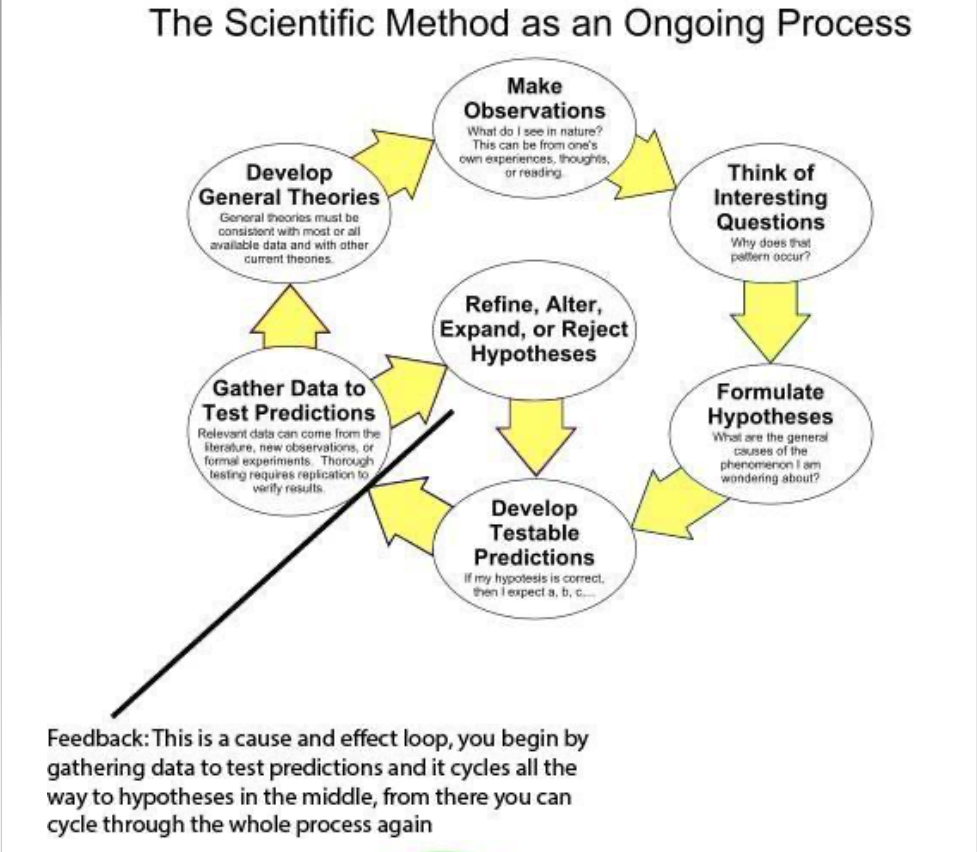 The Scientific Method as an Ongoing Process
Make
Observations
What do I see in nature?
This can be from one's
own experiences, thoughts,
or reading.
Think of
Interesting
Questions
Why does that
pattern occur?
Formulate
Hypotheses
What are the general
causes of the
phenomenon I am
wondering about?
Develop
Testable
Predictions
If my hypotesis is correct,
then I expect a, b, c,...
Gather Data to
Test Predictions
Relevant data can come from the
literature, new observations, or
formal experiments. Thorough
testing requires replication to
verify results.
Refine, Alter,
Expand, or Reject
Hypotheses
Develop
General Theories
General theories must be
consistent with most or all
available data and with other
current theories.
Feedback: This is a cause and effect loop, you begin by
gathering data to test predictions and it cycles all the
way to hypotheses in the middle, from there you can
cycle through the whole process again